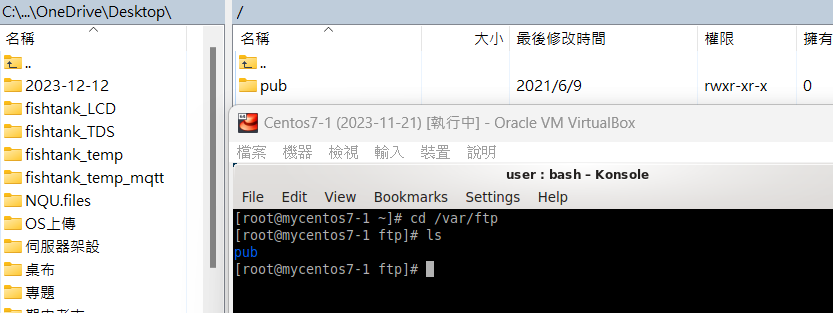 C:\...\OneDrive\Desktop\
名稱
..
2023-12-12
fishtank_LCD
fishtank_TDS
fishtank_temp
fishtank_temp_mqtt
NQU.files
OS上傳
伺服器架設
桌布
專題
/
名稱 大小 最後修改時間 權限 擁有
..
pub 2021/6/9 rwxr-xr-x 0
Centos7-1 (2023-11-21) [執行中] - Oracle VM VirtualBox
檔案 機器 檢視 輸入 裝置 說明
user : bash – Konsole
File Edit View Bookmarks Settings Help
[root@mycentos7-1 ~]# cd /var/ftp
[root@mycentos7-1 ftp]# ls
pub
[root@mycentos7-1 ftp]#